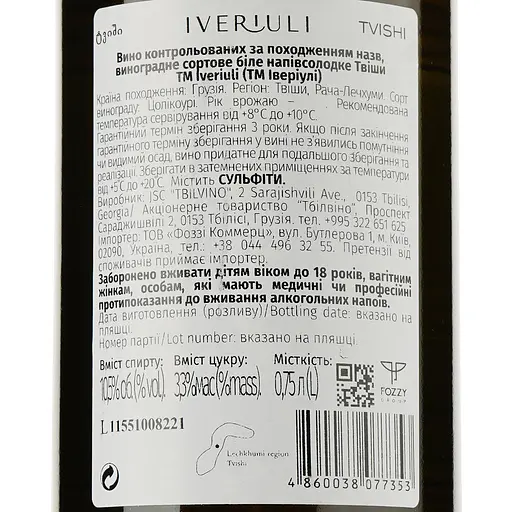 ტვიში
IVERIULI
TVISHI
Вино контрольованих за походженням назв,
виноградне сортове біле напівсолодке Твіши
ТМ Iveriuli (ТМ Іверіулі)
Країна походження: Грузія. Регіон: Твіши, Рача-Лечхуми. Сорт
винограду: Цолікоурі. Рік врожаю – . Рекомендована
температура сервірування від +8°С до +10°С.
Гарантійний термін зберігання 3 роки. Якщо після закінчення
гарантійного терміну зберігання у вині не з'явились помутніння
чи видимий осад, вино придатне для подальшого зберігання та
реалізації. Зберігати в затемнених приміщеннях за температури
від +5°С до +20°С. Містить СУЛЬФІТИ.
Виробник: JSC "TBILVINO", 2 Sarajishvili Ave., 0153 Tbilisi,
Georgia/ Акціонерне товариство "Тбілвіно", Проспект
Сараджишвілі 2, 0153 Тбілісі, Грузія. тел. +995 322 651 625
Імпортер: ТОВ «Фоззі Коммерц», вул. Бутлерова 1, м. Київ,
02090, Україна, тел.: +38 044 496 32 55. Претензії від
споживачів приймає імпортер.
Заборонено вживати дітям віком до 18 років, вагітним
жінкам, особам, які мають медичні чи професійні
протипоказання до вживання алкогольних напоїв.
Дата виготовлення (розливу)/Bottling date: вказано на
пляшці.
Номер партії/Lot number: вказано на пляшці.
Вміст спирту: Вміст цукру: Місткість:
10,5%об.(%vol). 3,3%мас(%mass). 0,75л(L)
FOZZY
GROUP
L11551008221
Lechkhumi region
Tvishi
4 860038 077353